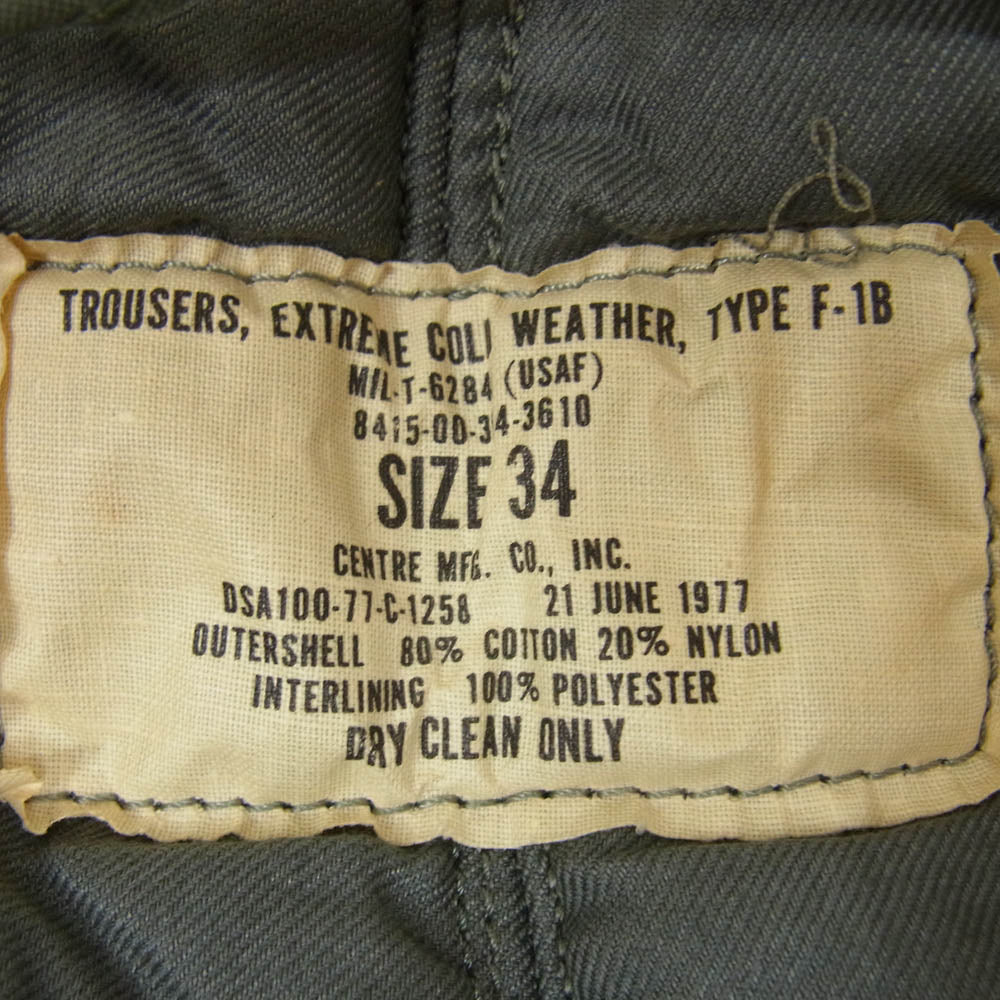 TROUSERS, EXTREME COLD WEATHER, TYPE F-1B
MIL-T-6284 (USAF)
8415-00-34-3610
SIZE 34
CENTRE MFG. CO., INC.
DSA100-77-C-1258 21 JUNE 1977
OUTERSHELL 80% COTTON 20% NYLON
INTERLINING 100% POLYESTER
DRY CLEAN ONLY